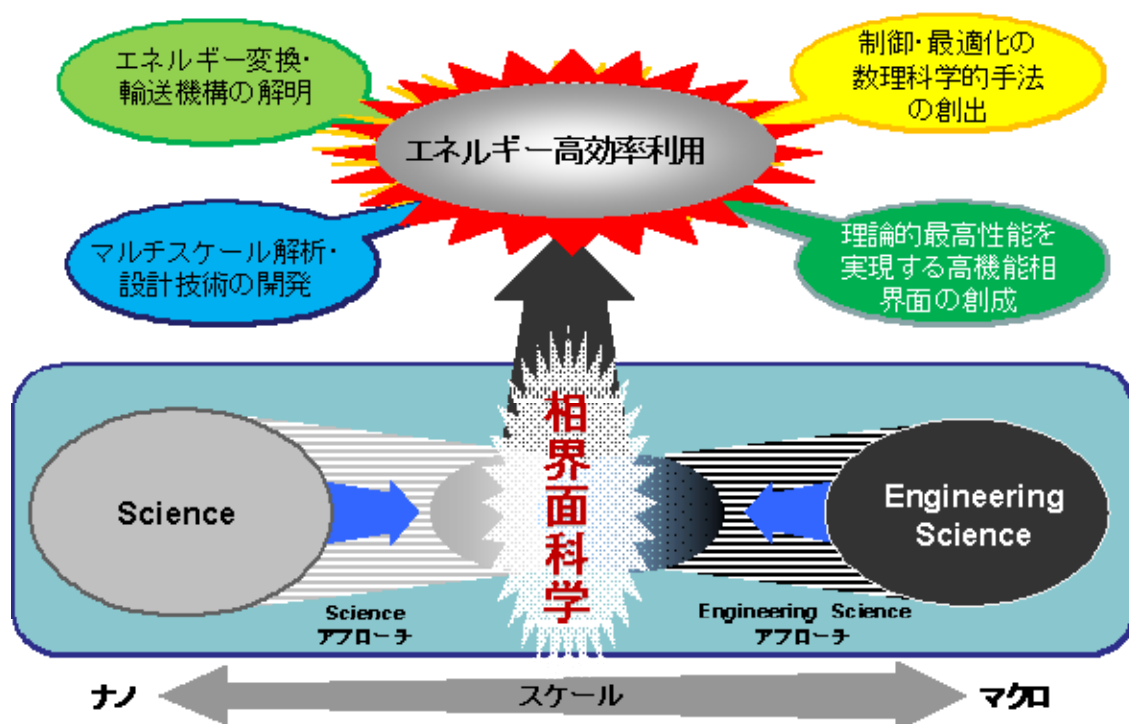 エネルギー変換・
輸送機構の解明
制御・最適化の
数理科学的手法
の創出
エネルギー高効率利用
マルチスケール解析・
設計技術の開発
理論的最高性能を
実現する高機能相
界面の創成
相界面科学
Science
Engineering
Science
Science
アプローチ
Engineering Science
アプローチ
ナノ
スケール
マクロ